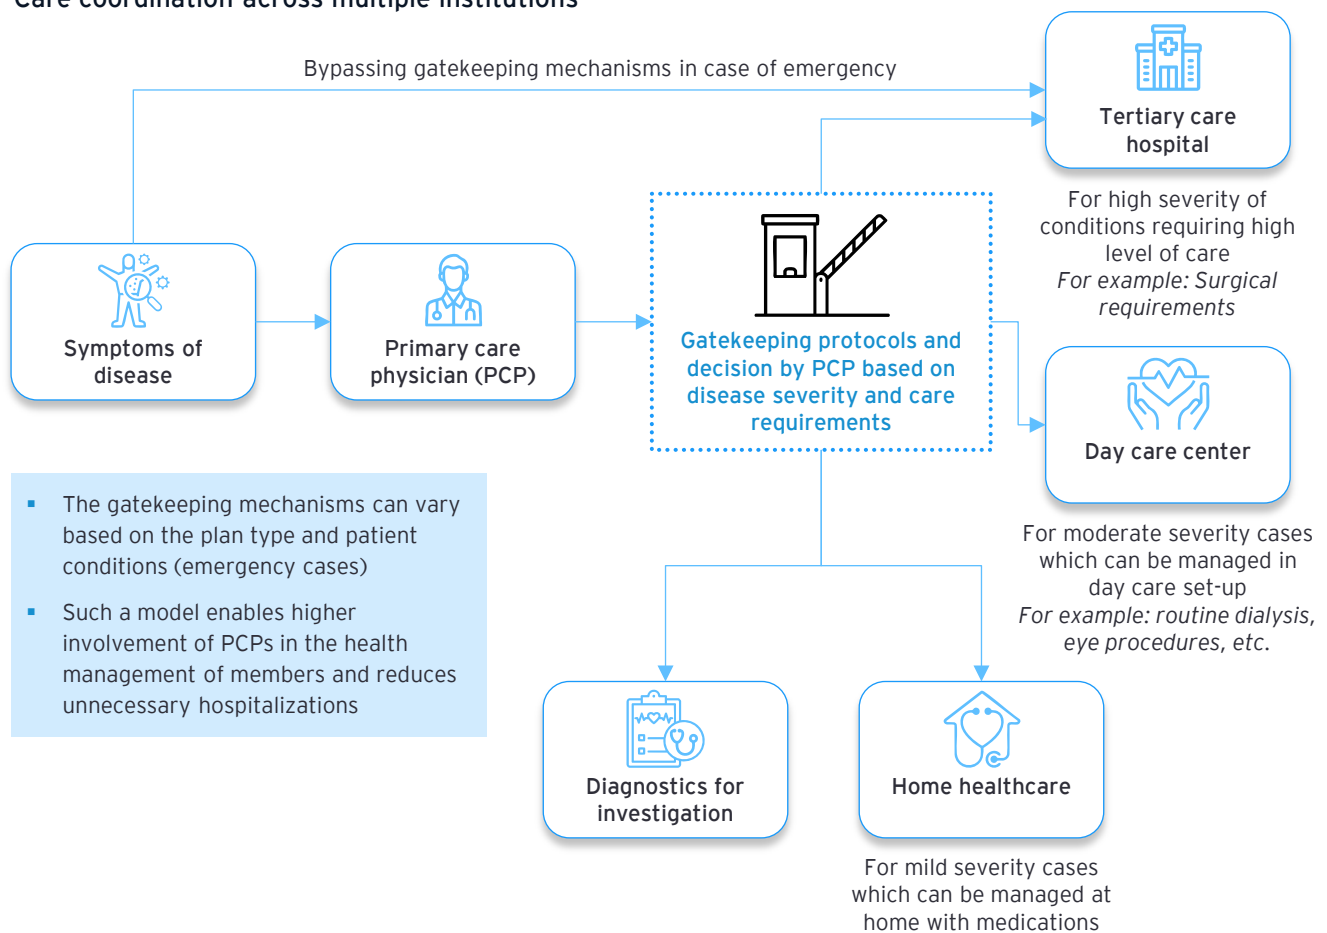 Care coordination across multiple institutions
Bypassing gatekeeping mechanisms in case of emergency
Tertiary care
hospital
For high severity of
conditions requiring high
level of care
For example: Surgical
requirements
Symptoms of
disease
Primary care
physician (PCP)
Gatekeeping protocols and
decision by PCP based on
disease severity and care
requirements
Day care center
For moderate severity cases
which can be managed in
day care set-up
For example: routine dialysis,
eye procedures, etc.
▪ The gatekeeping mechanisms can vary
based on the plan type and patient
conditions (emergency cases)
▪ Such a model enables higher
involvement of PCPs in the health
management of members and reduces
unnecessary hospitalizations
Diagnostics for
investigation
Home healthcare
For mild severity cases
which can be managed at
home with medications